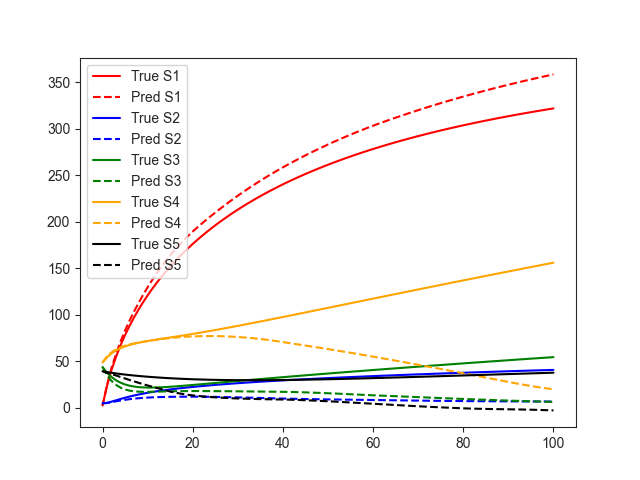 True S1
Pred S1
True S2
Pred S2
True S3
Pred S3
True S4
Pred S4
True S5
Pred S5
350
300
250
200
150
100
50
0
0 20 40 60 80 100